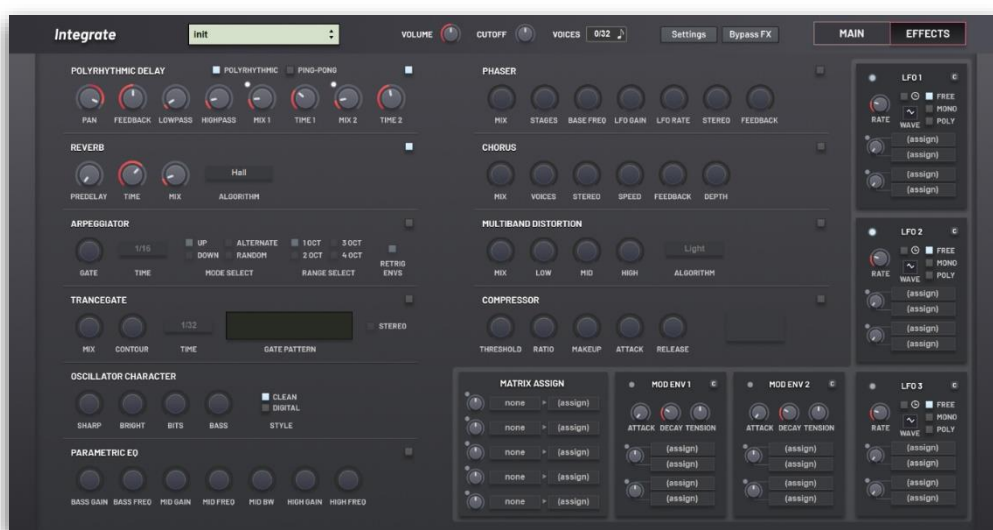 Integrate
init
VOLUME
CUTOFF
VOICES
0/32
Settings
Bypass FX
MAIN
EFFECTS
POLYRHYTHMIC DELAY
POLYRHYTHMIC
PING-PONG
PAN FEEDBACK LOWPASS HIGHPASS MIX 1 TIME 1 MIX 2 TIME 2
REVERB
Hall
PREDELAY TIME MIX ALGORITHM
ARPEGGIATOR
1/16
UP ALTERNATE 1 OCT 3 OCT
DOWN RANDOM 2 OCT 4 OCT
GATE TIME MODE SELECT RANGE SELECT
RETRIG
ENVS
TRANCEGATE
1/32
STEREO
MIX CONTOUR TIME GATE PATTERN
OSCILLATOR CHARACTER
CLEAN
DIGITAL
SHARP BRIGHT BITS BASS STYLE
PARAMETRIC EQ
BASS GAIN BASS FREQ MID GAIN MID FREQ MID BW HIGH GAIN HIGH FREQ
PHASER
MIX STAGES BASE FREQ LFO GAIN LFO RATE STEREO FEEDBACK
CHORUS
MIX VOICES STEREO SPEED FEEDBACK DEPTH
MULTIBAND DISTORTION
Light
MIX LOW MID HIGH ALGORITHM
COMPRESSOR
THRESHOLD RATIO MAKEUP ATTACK RELEASE
MATRIX ASSIGN
none (assign)
none (assign)
none (assign)
none (assign)
none (assign)
MOD ENV 1 C
ATTACK DECAY TENSION
(assign)
(assign)
(assign)
(assign)
MOD ENV 2 C
ATTACK DECAY TENSION
(assign)
(assign)
(assign)
(assign)
LFO 1 C
FREE
MONO
POLY
RATE WAVE
(assign)
(assign)
(assign)
(assign)
LFO 2 C
FREE
MONO
POLY
RATE WAVE
(assign)
(assign)
(assign)
(assign)
LFO 3 C
FREE
MONO
POLY
RATE WAVE
(assign)
(assign)
(assign)
(assign)